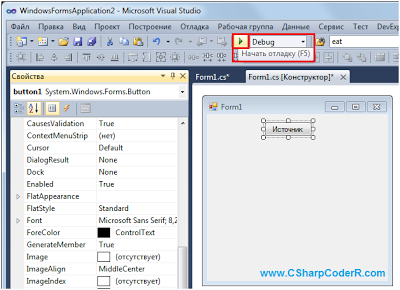 WindowsFormsApplication2 - Microsoft Visual Studio
Правка Вид Проект Построение Отладка Рабочая группа Данные Сервис Тест DevExp
Debug eat
Начать отладку (F5)
Свойства
Form1.cs* Form1.cs [Конструктор]*
button1 System.Windows.Forms.Button
CausesValidation True
ContextMenuStrip (нет)
Cursor Default
DialogResult None
Dock None
Enabled True
FlatAppearance
FlatStyle Standard
Font Microsoft Sans Serif; 8,2
ForeColor ControlText
GenerateMember True
Image (отсутствует)
ImageAlign MiddleCenter
ImageIndex (отсутствует)
Form1
Источник
www.CSharpCoderR.com